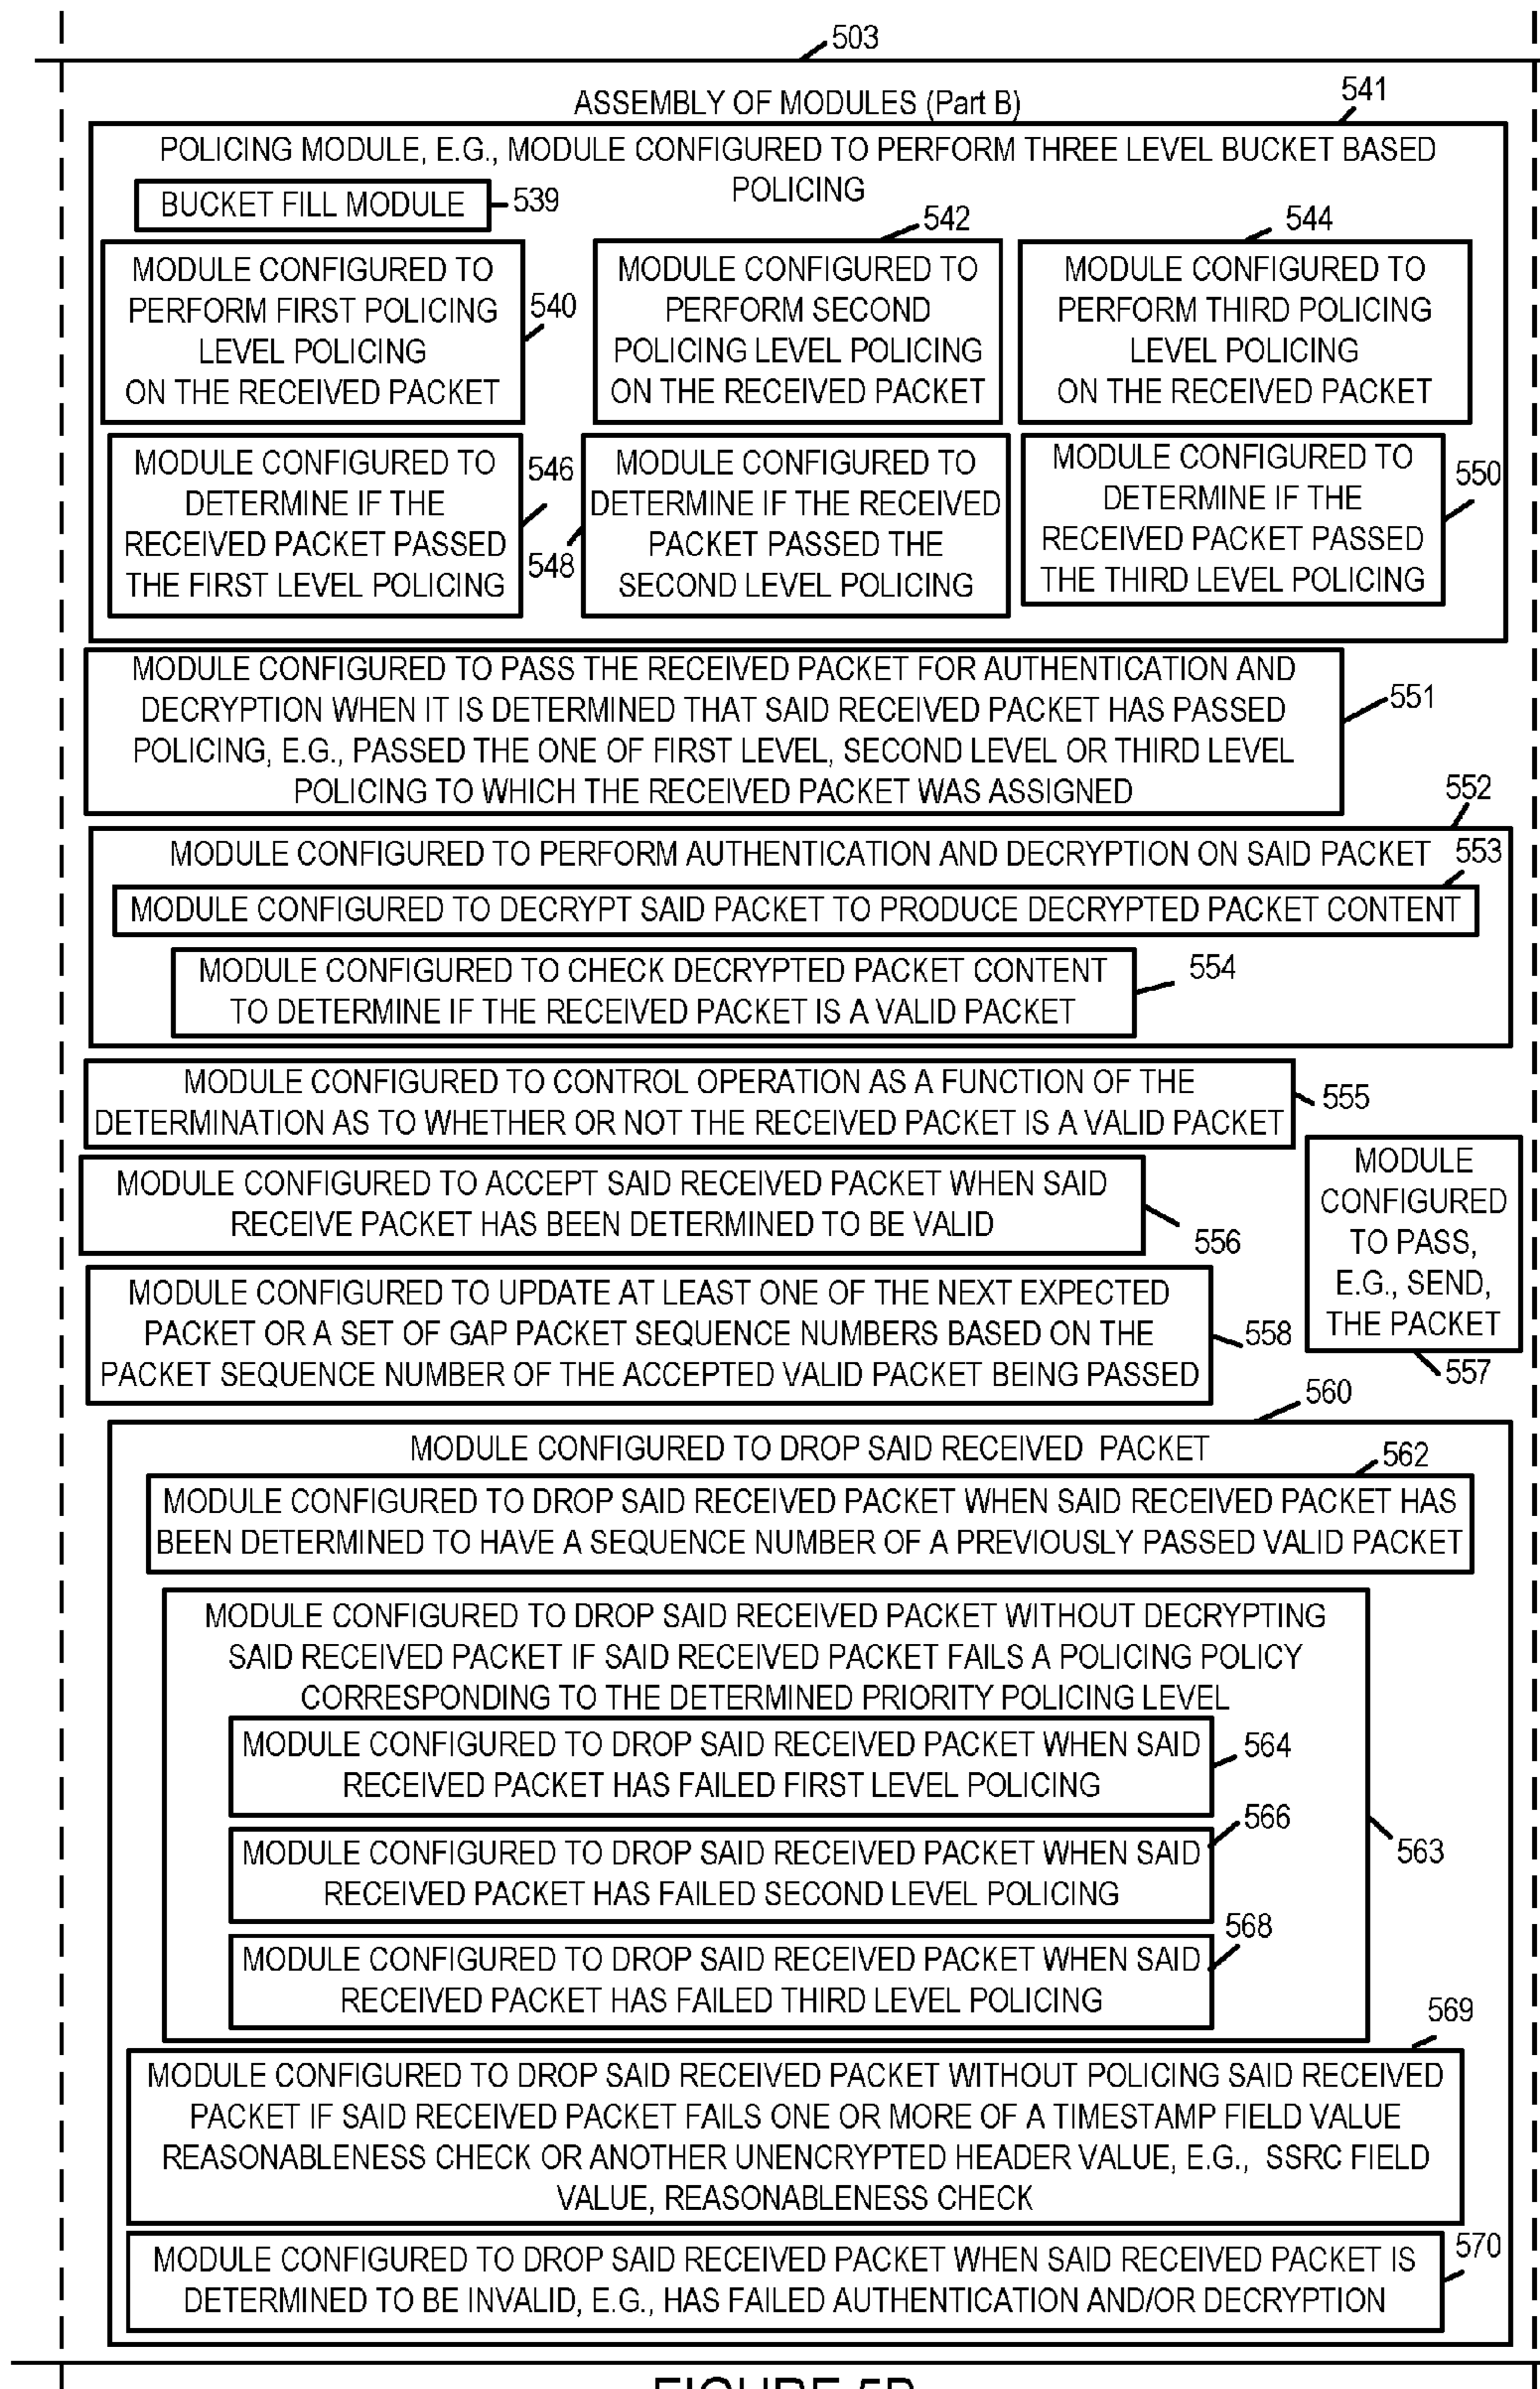 503
ASSEMBLY OF MODULES (Part B)
541
POLICING MODULE, E.G., MODULE CONFIGURED TO PERFORM THREE LEVEL BUCKET BASED
POLICING
BUCKET FILL MODULE
539
MODULE CONFIGURED TO
PERFORM FIRST POLICING
LEVEL POLICING
ON THE RECEIVED PACKET
540
542
MODULE CONFIGURED TO
PERFORM SECOND
POLICING LEVEL POLICING
ON THE RECEIVED PACKET
544
MODULE CONFIGURED TO
PERFORM THIRD POLICING
LEVEL POLICING
ON THE RECEIVED PACKET
MODULE CONFIGURED TO
DETERMINE IF THE
RECEIVED PACKET PASSED
THE FIRST LEVEL POLICING
546
548
MODULE CONFIGURED TO
DETERMINE IF THE RECEIVED
PACKET PASSED THE
SECOND LEVEL POLICING
MODULE CONFIGURED TO
DETERMINE IF THE
RECEIVED PACKET PASSED
THE THIRD LEVEL POLICING
550
MODULE CONFIGURED TO PASS THE RECEIVED PACKET FOR AUTHENTICATION AND
DECRYPTION WHEN IT IS DETERMINED THAT SAID RECEIVED PACKET HAS PASSED
POLICING, E.G., PASSED THE ONE OF FIRST LEVEL, SECOND LEVEL OR THIRD LEVEL
POLICING TO WHICH THE RECEIVED PACKET WAS ASSIGNED
551
552
MODULE CONFIGURED TO PERFORM AUTHENTICATION AND DECRYPTION ON SAID PACKET
553
MODULE CONFIGURED TO DECRYPT SAID PACKET TO PRODUCE DECRYPTED PACKET CONTENT
MODULE CONFIGURED TO CHECK DECRYPTED PACKET CONTENT
TO DETERMINE IF THE RECEIVED PACKET IS A VALID PACKET
554
MODULE CONFIGURED TO CONTROL OPERATION AS A FUNCTION OF THE
DETERMINATION AS TO WHETHER OR NOT THE RECEIVED PACKET IS A VALID PACKET
555
MODULE CONFIGURED TO ACCEPT SAID RECEIVED PACKET WHEN SAID
RECEIVE PACKET HAS BEEN DETERMINED TO BE VALID
556
MODULE
CONFIGURED
TO PASS,
E.G., SEND,
THE PACKET
557
MODULE CONFIGURED TO UPDATE AT LEAST ONE OF THE NEXT EXPECTED
PACKET OR A SET OF GAP PACKET SEQUENCE NUMBERS BASED ON THE
PACKET SEQUENCE NUMBER OF THE ACCEPTED VALID PACKET BEING PASSED
558
560
MODULE CONFIGURED TO DROP SAID RECEIVED PACKET
562
MODULE CONFIGURED TO DROP SAID RECEIVED PACKET WHEN SAID RECEIVED PACKET HAS
BEEN DETERMINED TO HAVE A SEQUENCE NUMBER OF A PREVIOUSLY PASSED VALID PACKET
MODULE CONFIGURED TO DROP SAID RECEIVED PACKET WITHOUT DECRYPTING
SAID RECEIVED PACKET IF SAID RECEIVED PACKET FAILS A POLICING POLICY
CORRESPONDING TO THE DETERMINED PRIORITY POLICING LEVEL
MODULE CONFIGURED TO DROP SAID RECEIVED PACKET WHEN SAID
RECEIVED PACKET HAS FAILED FIRST LEVEL POLICING
564
566
MODULE CONFIGURED TO DROP SAID RECEIVED PACKET WHEN SAID
RECEIVED PACKET HAS FAILED SECOND LEVEL POLICING
563
568
MODULE CONFIGURED TO DROP SAID RECEIVED PACKET WHEN SAID
RECEIVED PACKET HAS FAILED THIRD LEVEL POLICING
569
MODULE CONFIGURED TO DROP SAID RECEIVED PACKET WITHOUT POLICING SAID RECEIVED
PACKET IF SAID RECEIVED PACKET FAILS ONE OR MORE OF A TIMESTAMP FIELD VALUE
REASONABLENESS CHECK OR ANOTHER UNENCRYPTED HEADER VALUE, E.G., SSRC FIELD
VALUE, REASONABLENESS CHECK
570
MODULE CONFIGURED TO DROP SAID RECEIVED PACKET WHEN SAID RECEIVED PACKET IS
DETERMINED TO BE INVALID, E.G., HAS FAILED AUTHENTICATION AND/OR DECRYPTION